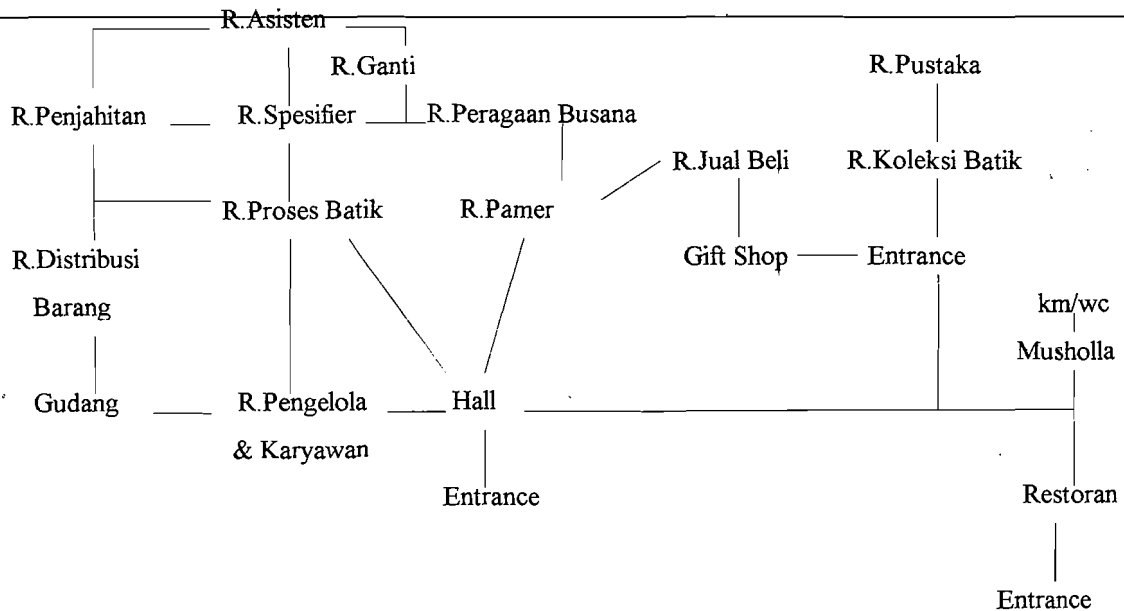 R.Asisten
R.Ganti
R.Pustaka
R.Penjahitan
R.Spesifier
R.Peragaan Busana
R.Jual Beli
R.Koleksi Batik
R.Proses Batik
R.Pamer
R.Distribusi
Barang
Gift Shop
Entrance
km/wc
Musholla
Gudang
R.Pengelola
& Karyawan
Hall
Entrance
Restoran
Entrance